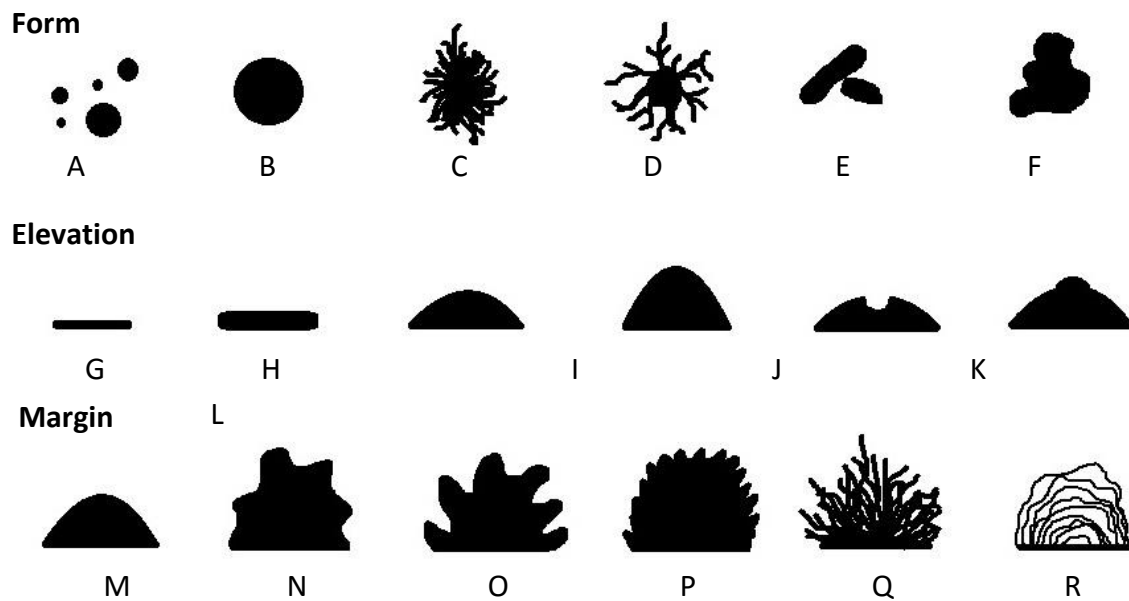 Form
A B C D E F
Elevation
G H I J K
Margin L
M N O P Q R